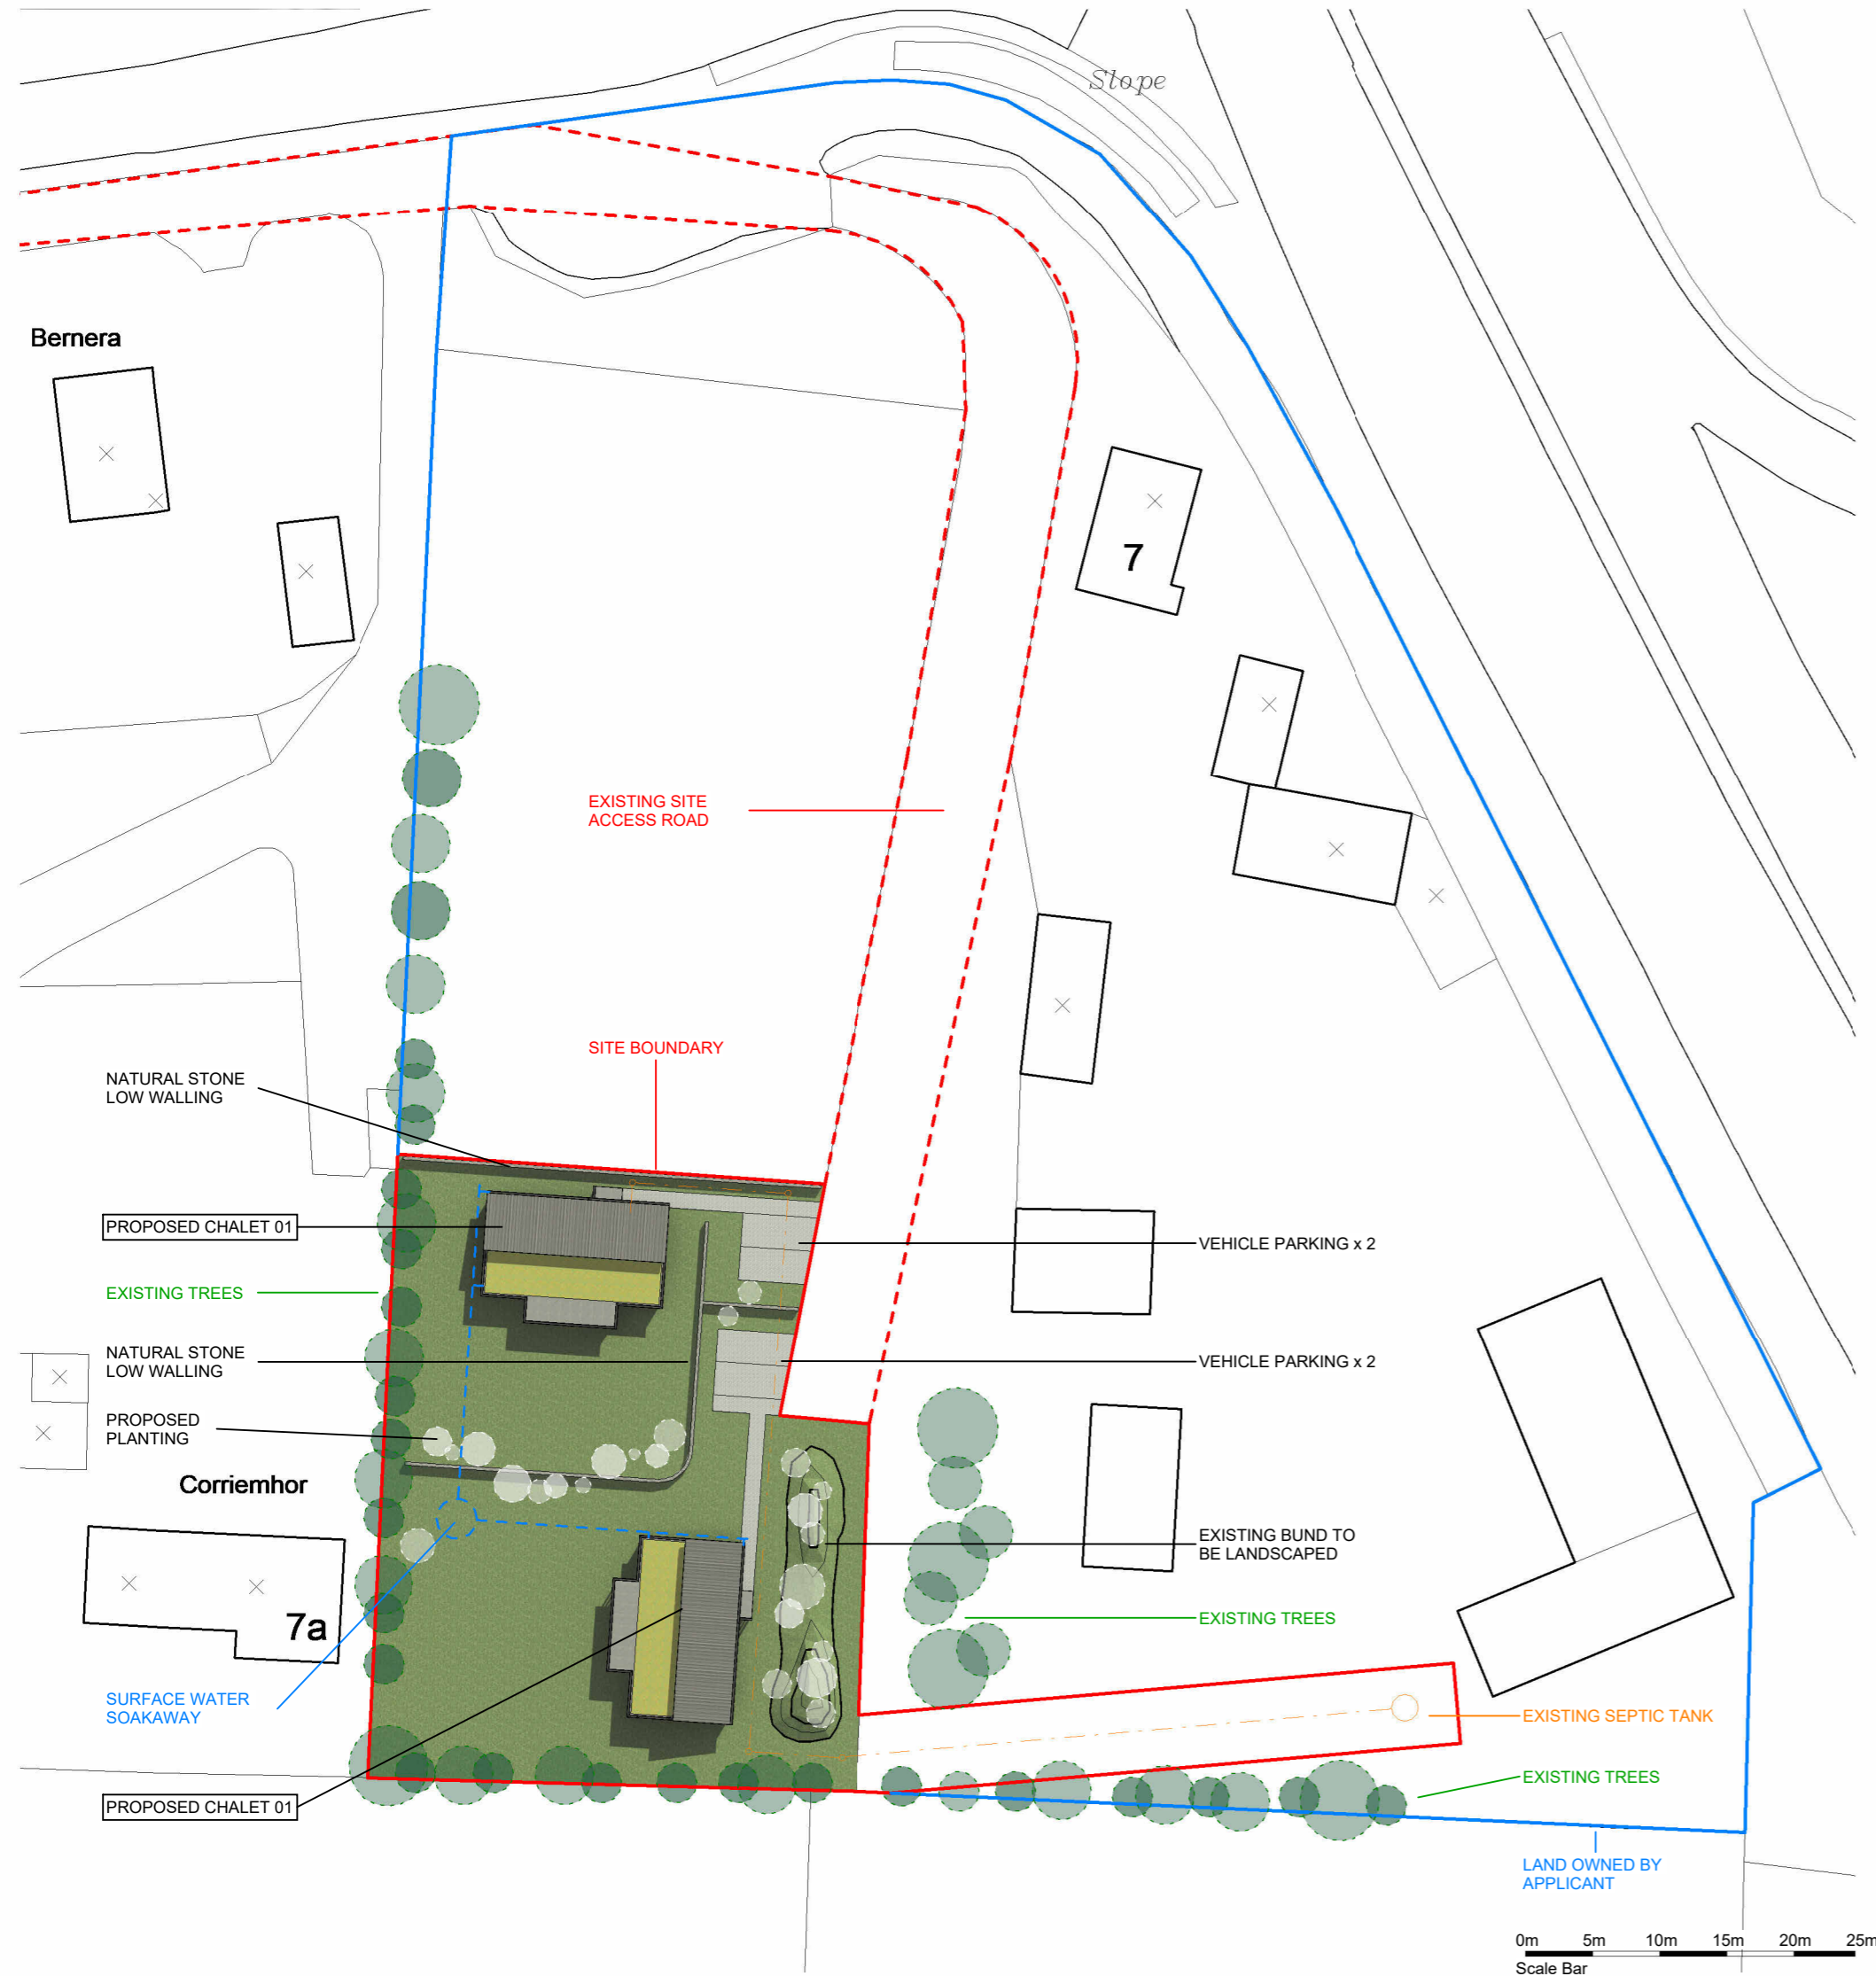 Slope
Bernera
7
EXISTING SITE
ACCESS ROAD
SITE BOUNDARY
NATURAL STONE
LOW WALLING
PROPOSED CHALET 01
VEHICLE PARKING x 2
EXISTING TREES
NATURAL STONE
LOW WALLING
VEHICLE PARKING x 2
PROPOSED
PLANTING
Corriemhor
EXISTING BUND TO
BE LANDSCAPED
7a
EXISTING TREES
SURFACE WATER
SOAKAWAY
EXISTING SEPTIC TANK
EXISTING TREES
PROPOSED CHALET 01
LAND OWNED BY
APPLICANT
0m 5m 10m 15m 20m 25m
Scale Bar